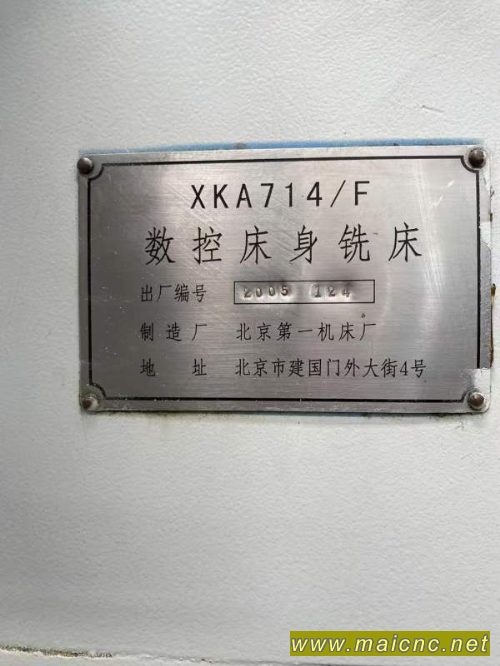 XKA714/F
数控床身铣床
出厂编号 2005 124
制造厂 北京第一机床厂
地址 北京市建国门外大街4号
www.maicnc.net